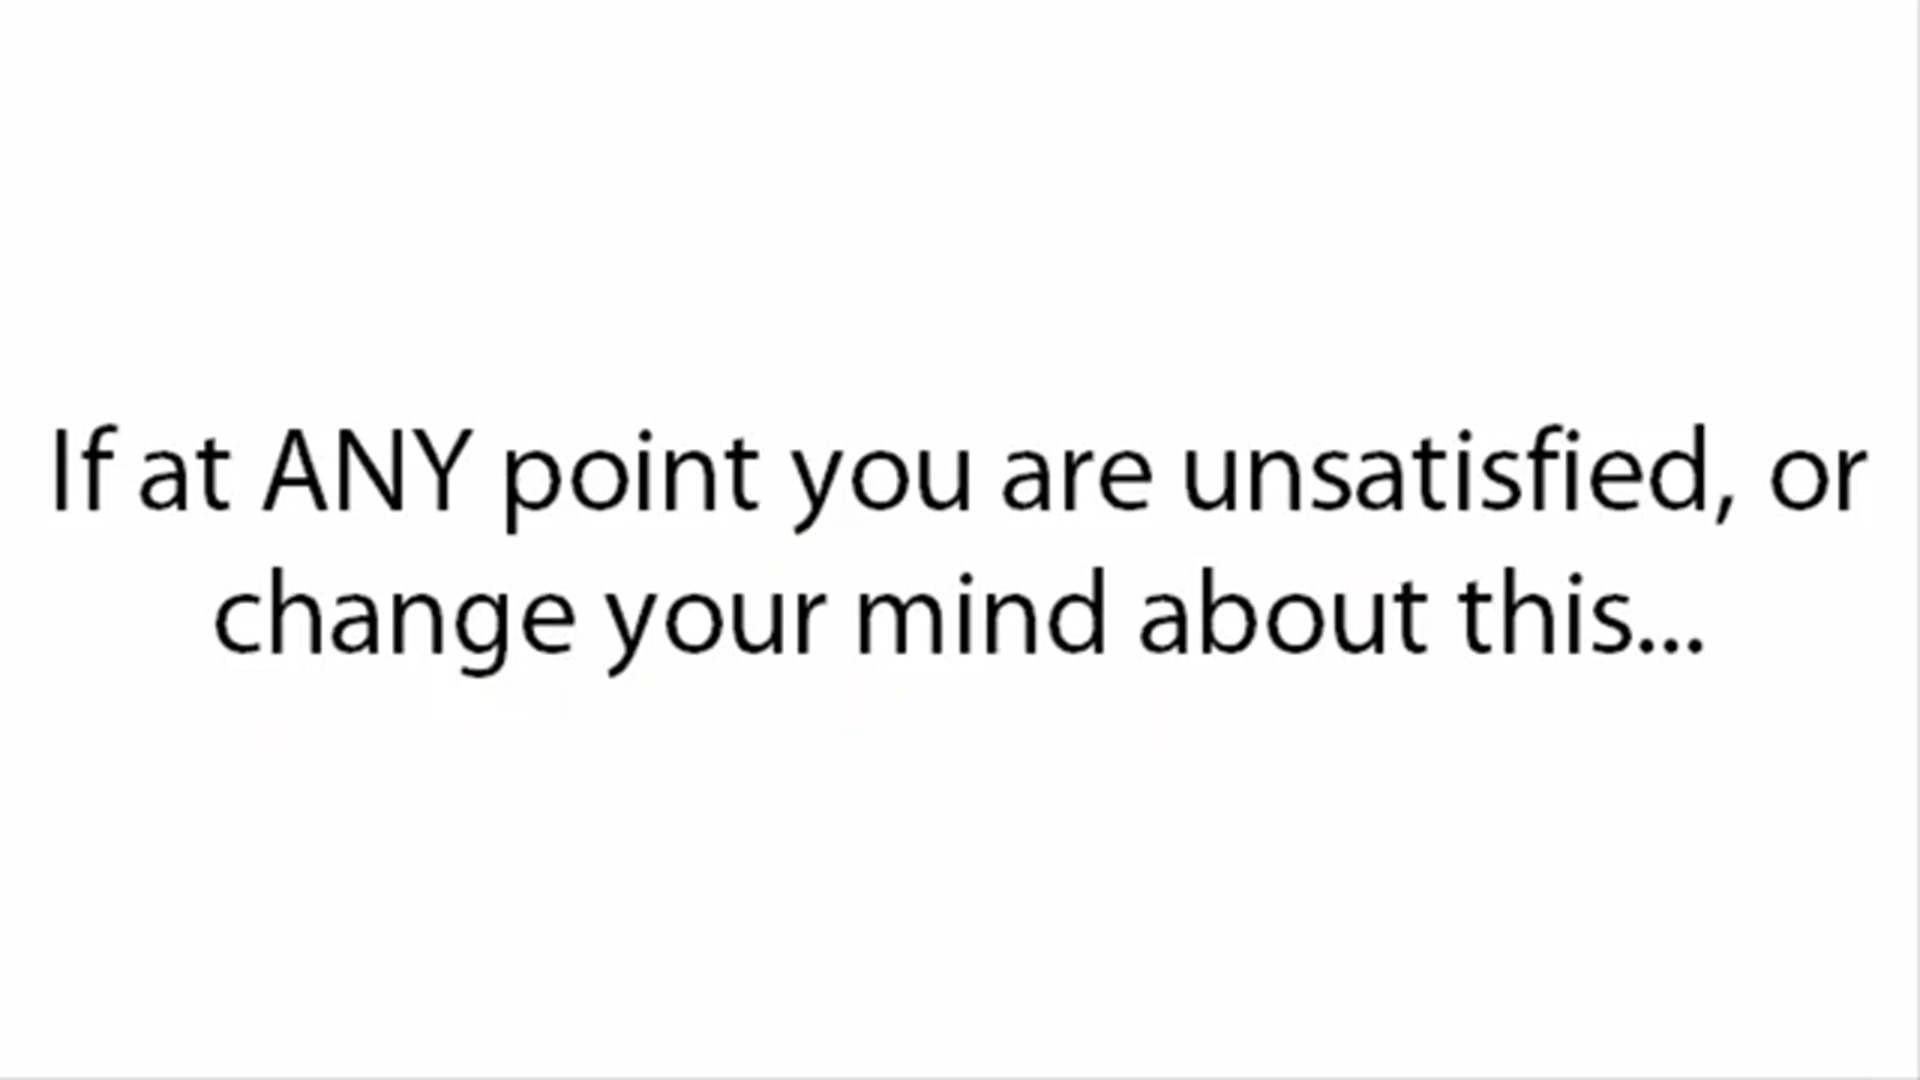 If at ANY point you are unsatisfied, or
change your mind about this...